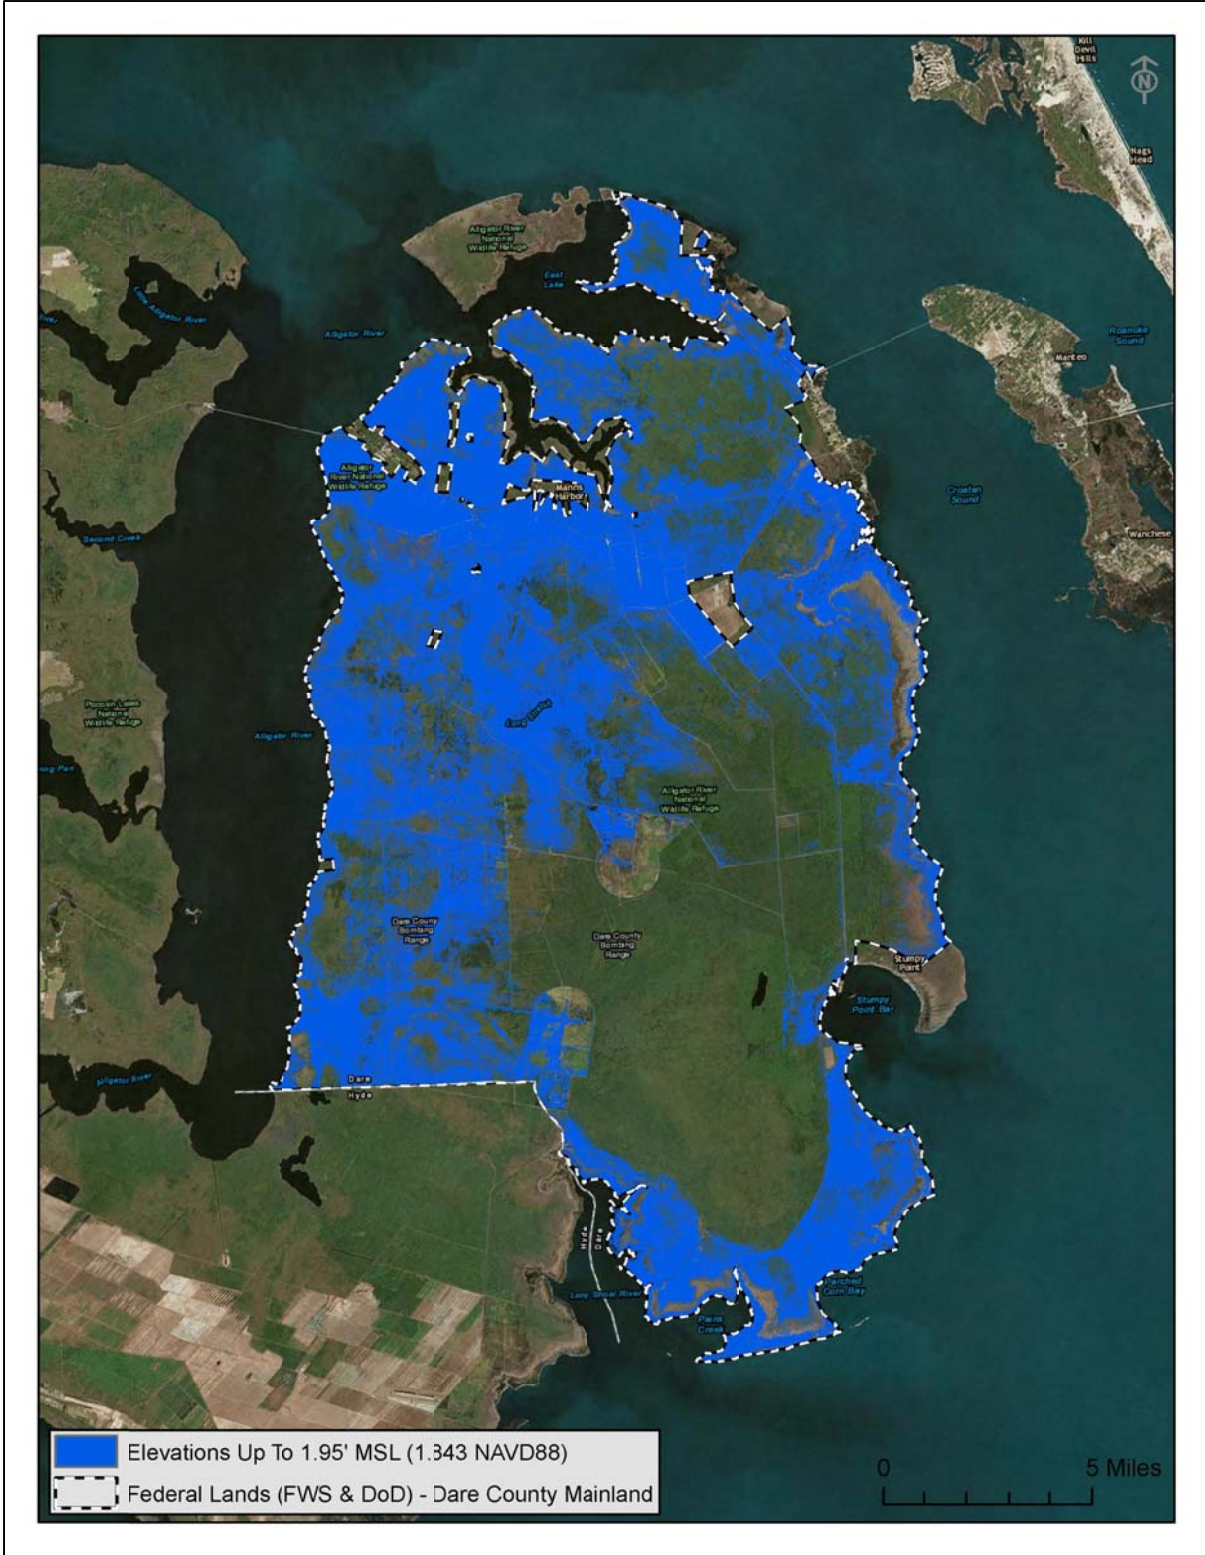 Kill
Devil
Hills
N
Nags
Head
Alligator River
National
Wildlife Refuge
East
Lake
Little Alligator River
River
Alligator River
Roanoke
Sound
Manteo
Alligator
River National
Wildlife Refuge
Manns
Harbor
Croatan
Sound
Second Creek
Wanchese
Pocosin Lakes
National
Wildlife Refuge
Alligator River
Alligator River
National
Wildlife Refuge
Dare County
Bombing
Range
Dare County
Bombing
Range
Stumpy
Point
Stumpy
Point Bay
Alligator River
Dare
Hyde
Hyde
Dare
Long Shoal River
Parched
Corn Bay
Pains
Creek
Elevations Up To 1.95' MSL (1.843 NAVD88)
Federal Lands (FWS & DoD) - Dare County Mainland
0 5 Miles